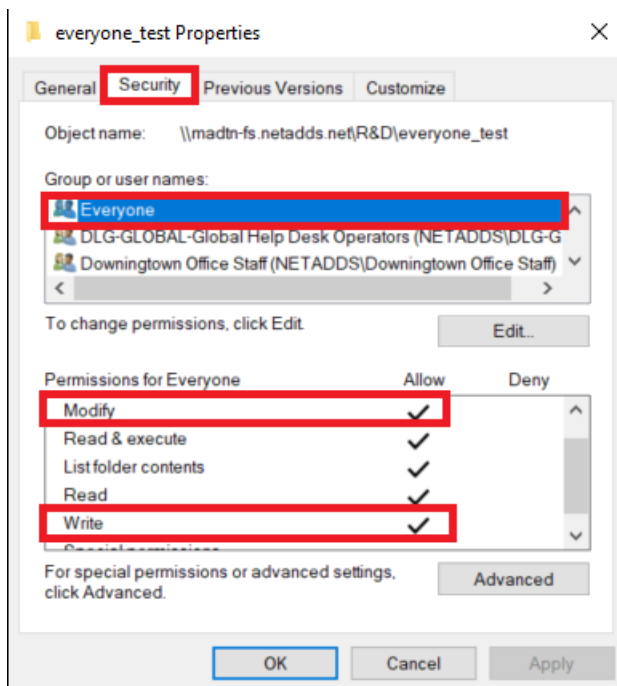 everyone_test Properties
General Security Previous Versions Customize
Object name: \\madtn-fs.netadds.net\R&D\everyone_test
Group or user names:
Everyone
DLG-GLOBAL-Global Help Desk Operators (NETADDS\DLG-G
Downingtown Office Staff (NETADDS\Downingtown Office Staff)
To change permissions, click Edit.
Edit...
Permissions for Everyone Allow Deny
Modify
Read & execute
List folder contents
Read
Write
Special permissions
For special permissions or advanced settings,
click Advanced.
Advanced
OK Cancel Apply